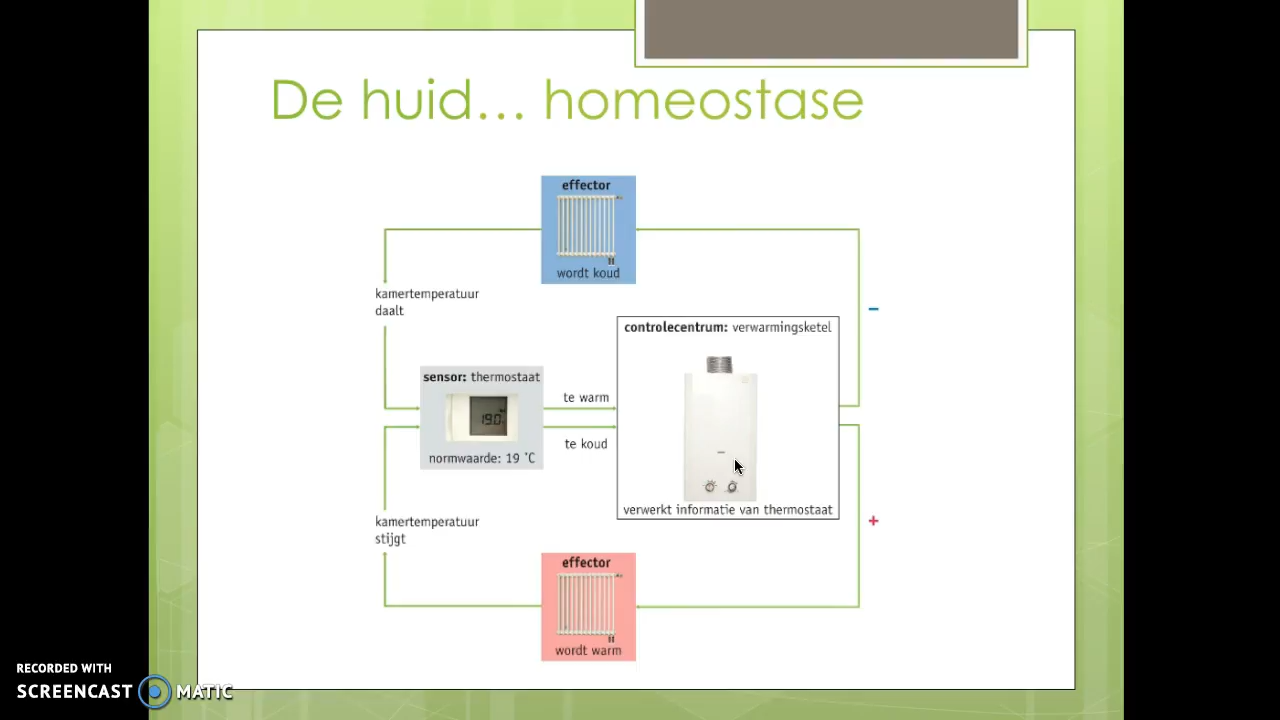 De huid... homeostase
effector
wordt koud
kamertemperatuur
daalt
–
controlecentrum: verwarmingsketel
sensor: thermostaat
19.0
te warm
te koud
normwaarde: 19 °C
verwerkt informatie van thermostaat
kamertemperatuur
stijgt
+
effector
wordt warm
RECORDED WITH
SCREENCAST MATIC